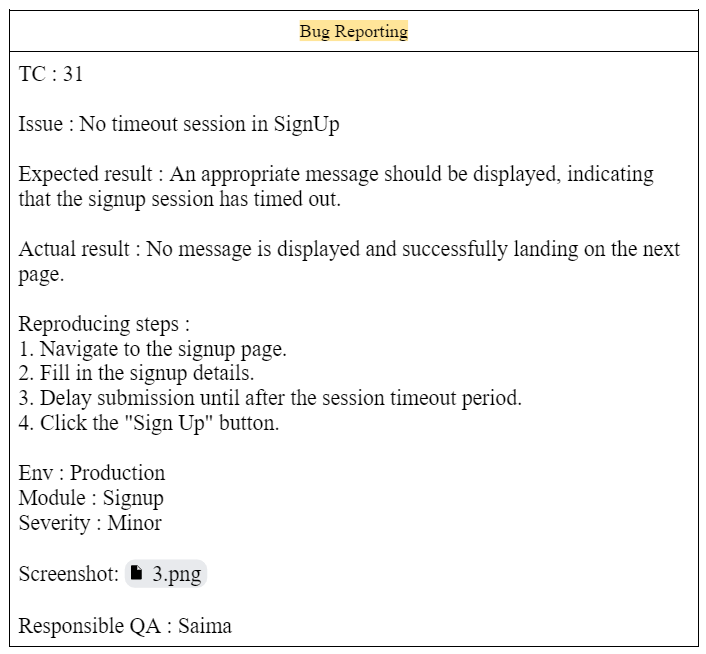 Bug Reporting
TC : 31
Issue : No timeout session in SignUp
Expected result : An appropriate message should be displayed, indicating
that the signup session has timed out.
Actual result : No message is displayed and successfully landing on the next
page.
Reproducing steps :
1. Navigate to the signup page.
2. Fill in the signup details.
3. Delay submission until after the session timeout period.
4. Click the "Sign Up" button.
Env : Production
Module : Signup
Severity : Minor
Screenshot: 3.png
Responsible QA : Saima